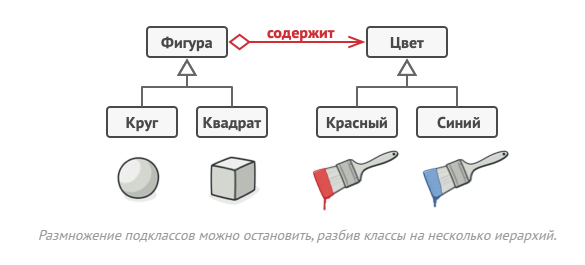 содержит
Фигура
Цвет
Круг
Квадрат
Красный
Синий
Размножение подклассов можно остановить, разбив классы на несколько иерархий.